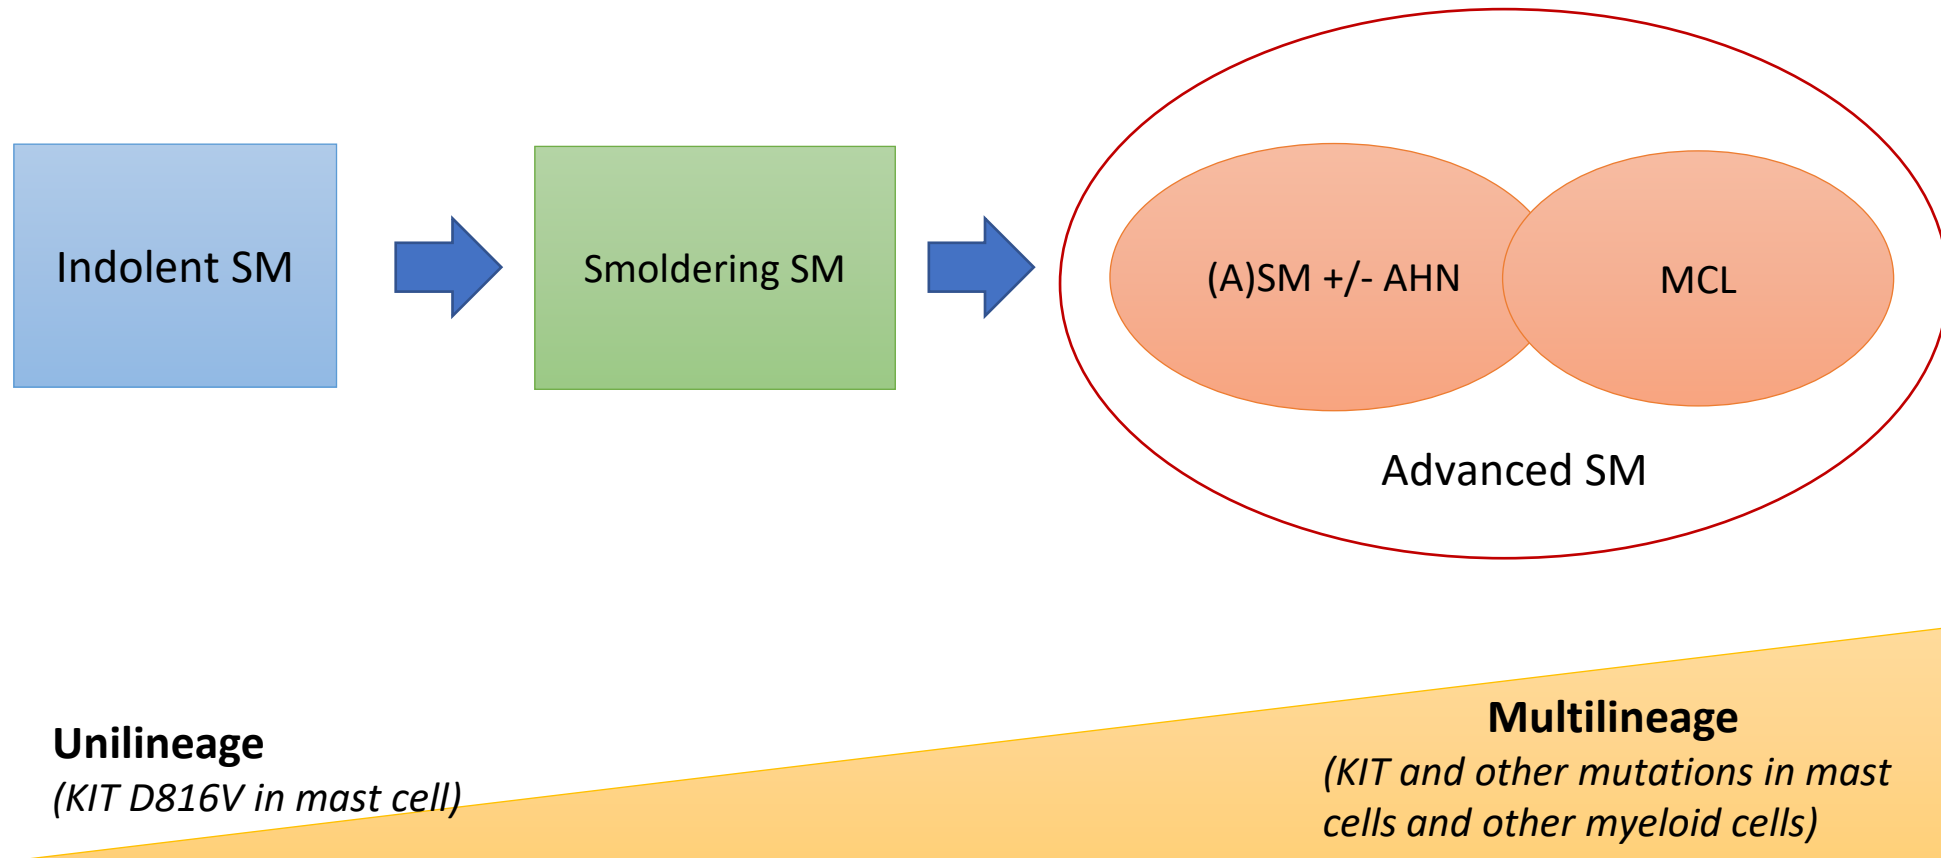 Indolent SM
Smoldering SM
(A)SM +/- AHN
MCL
Advanced SM
Unilineage
(KIT D816V in mast cell)
Multilineage
(KIT and other mutations in mast
cells and other myeloid cells)